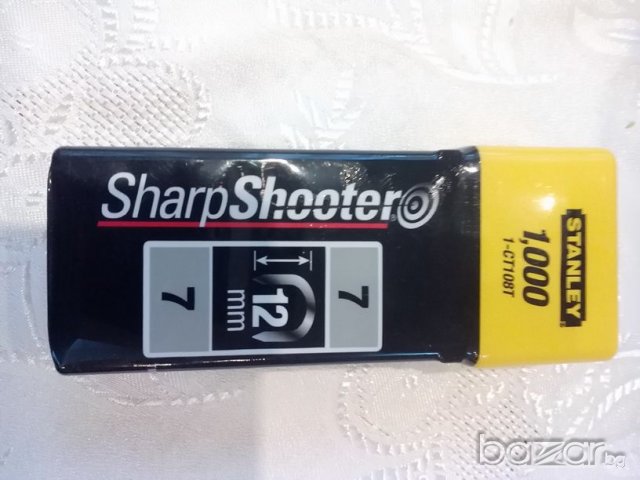 SharpShooter
7
12
mm
7
STANLEY
1,000
1-CT108T
bazar.bg